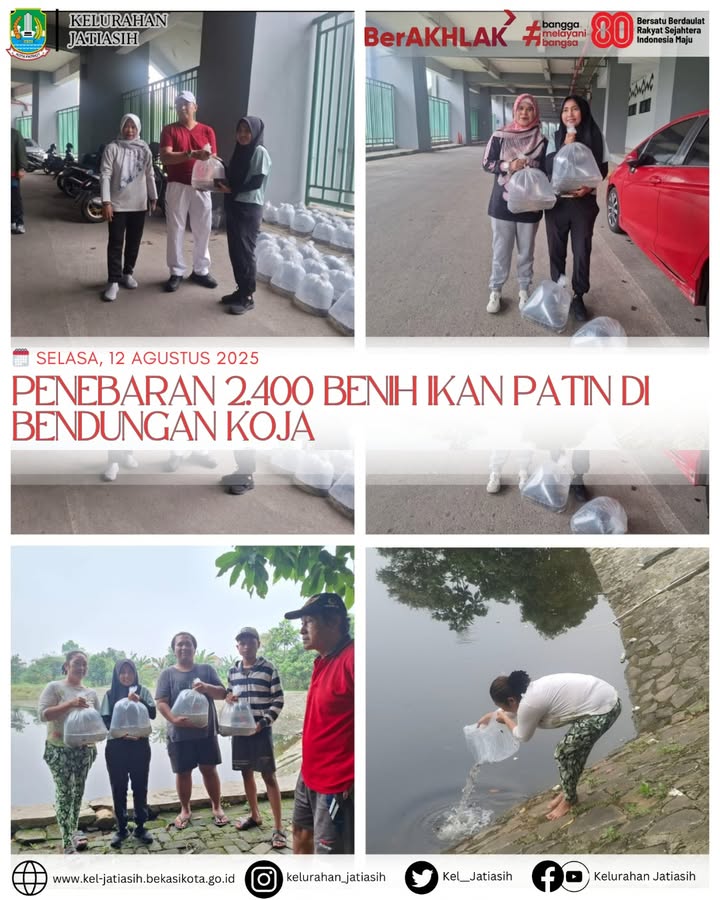 KELURAHAN
JATIASIH
BerAKHLAK
#bangga
melayani
bangsa
80
Bersatu Berdaulat
Rakyat Sejahtera
Indonesia Maju
SELASA, 12 AGUSTUS 2025
PENEBARAN 2.400 BENIH IKAN PATIN DI
BENDUNGAN KOJA
www.kel-jatiasih.bekasikota.go.id
kelurahan_jatiasih
Kel__Jatiasih
Kelurahan Jatiasih